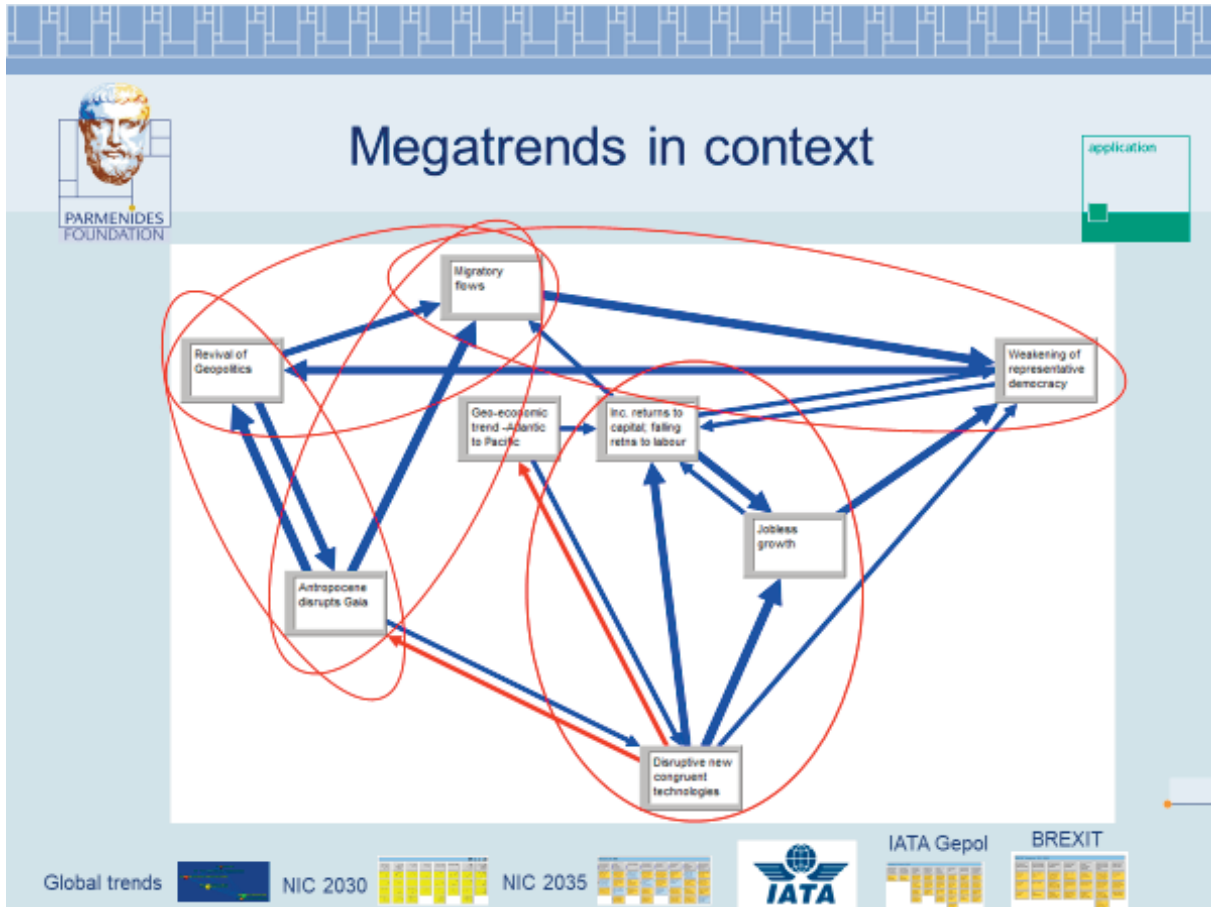 Megatrends in context
application
PARMENIDES
FOUNDATION
Migratory
flows
Revival of
Geopolitics
Weakening of
representative
democracy
Geo-economic
trend -Atlantic
to Pacific
Inc. returns to
capital; falling
retns to labour
Jobless
growth
Antropocene
disrupts Gaia
Disruptive new
congruent
technologies
Global trends
NIC 2030
NIC 2035
IATA
IATA Gepol
BREXIT